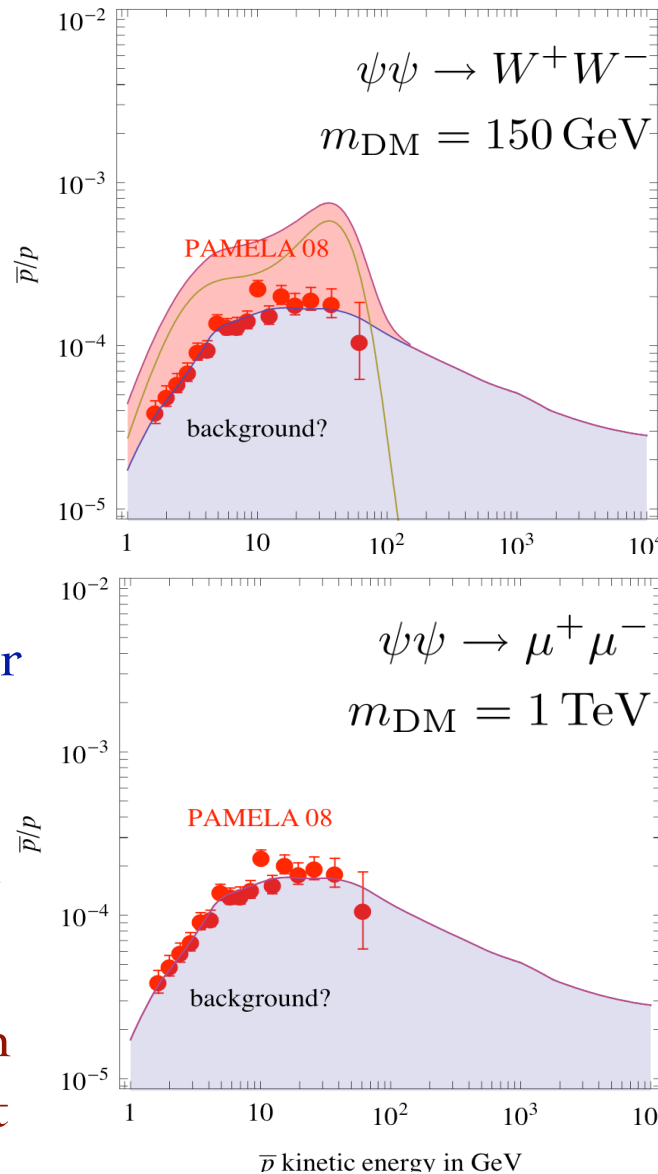 10⁻²
ψψ → W⁺W⁻
m_DM = 150 GeV
10⁻³
PAMELA 08
p̅/p
10⁻⁴
background?
10⁻⁵
1 10 10² 10³ 10⁴
10⁻²
ψψ → μ⁺μ⁻
r
m_DM = 1 TeV
10⁻³
PAMELA 08
p̅/p
10⁻⁴
background?
10⁻⁵
t
1 10 10² 10³
p̅ kinetic energy in GeV